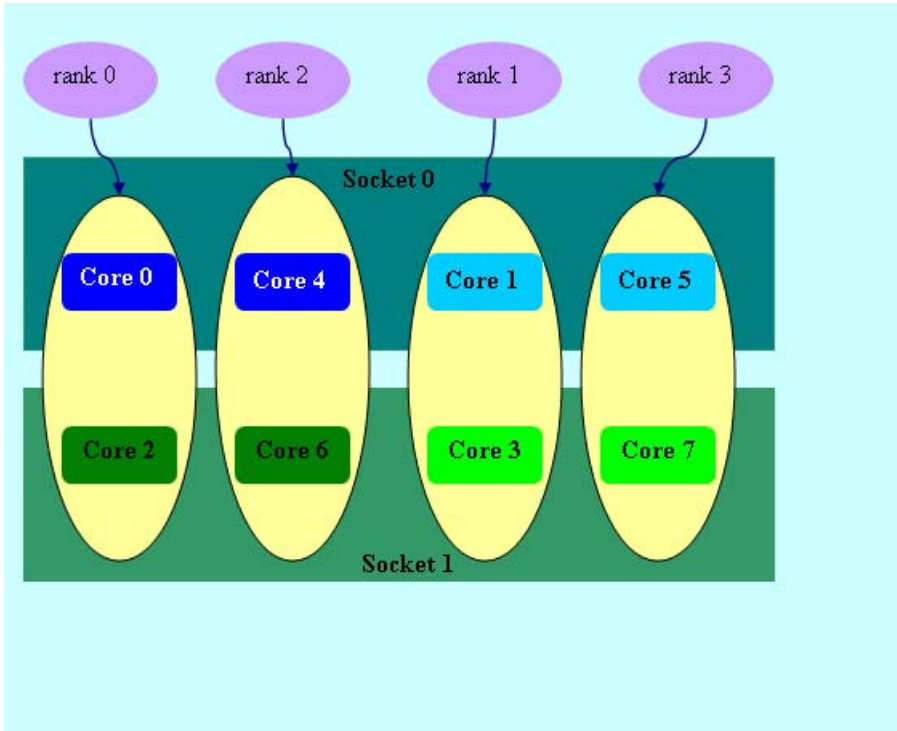 rank 0
rank 2
rank 1
rank 3
Socket 0
Core 0
Core 4
Core 1
Core 5
Core 2
Core 6
Core 3
Core 7
Socket 1